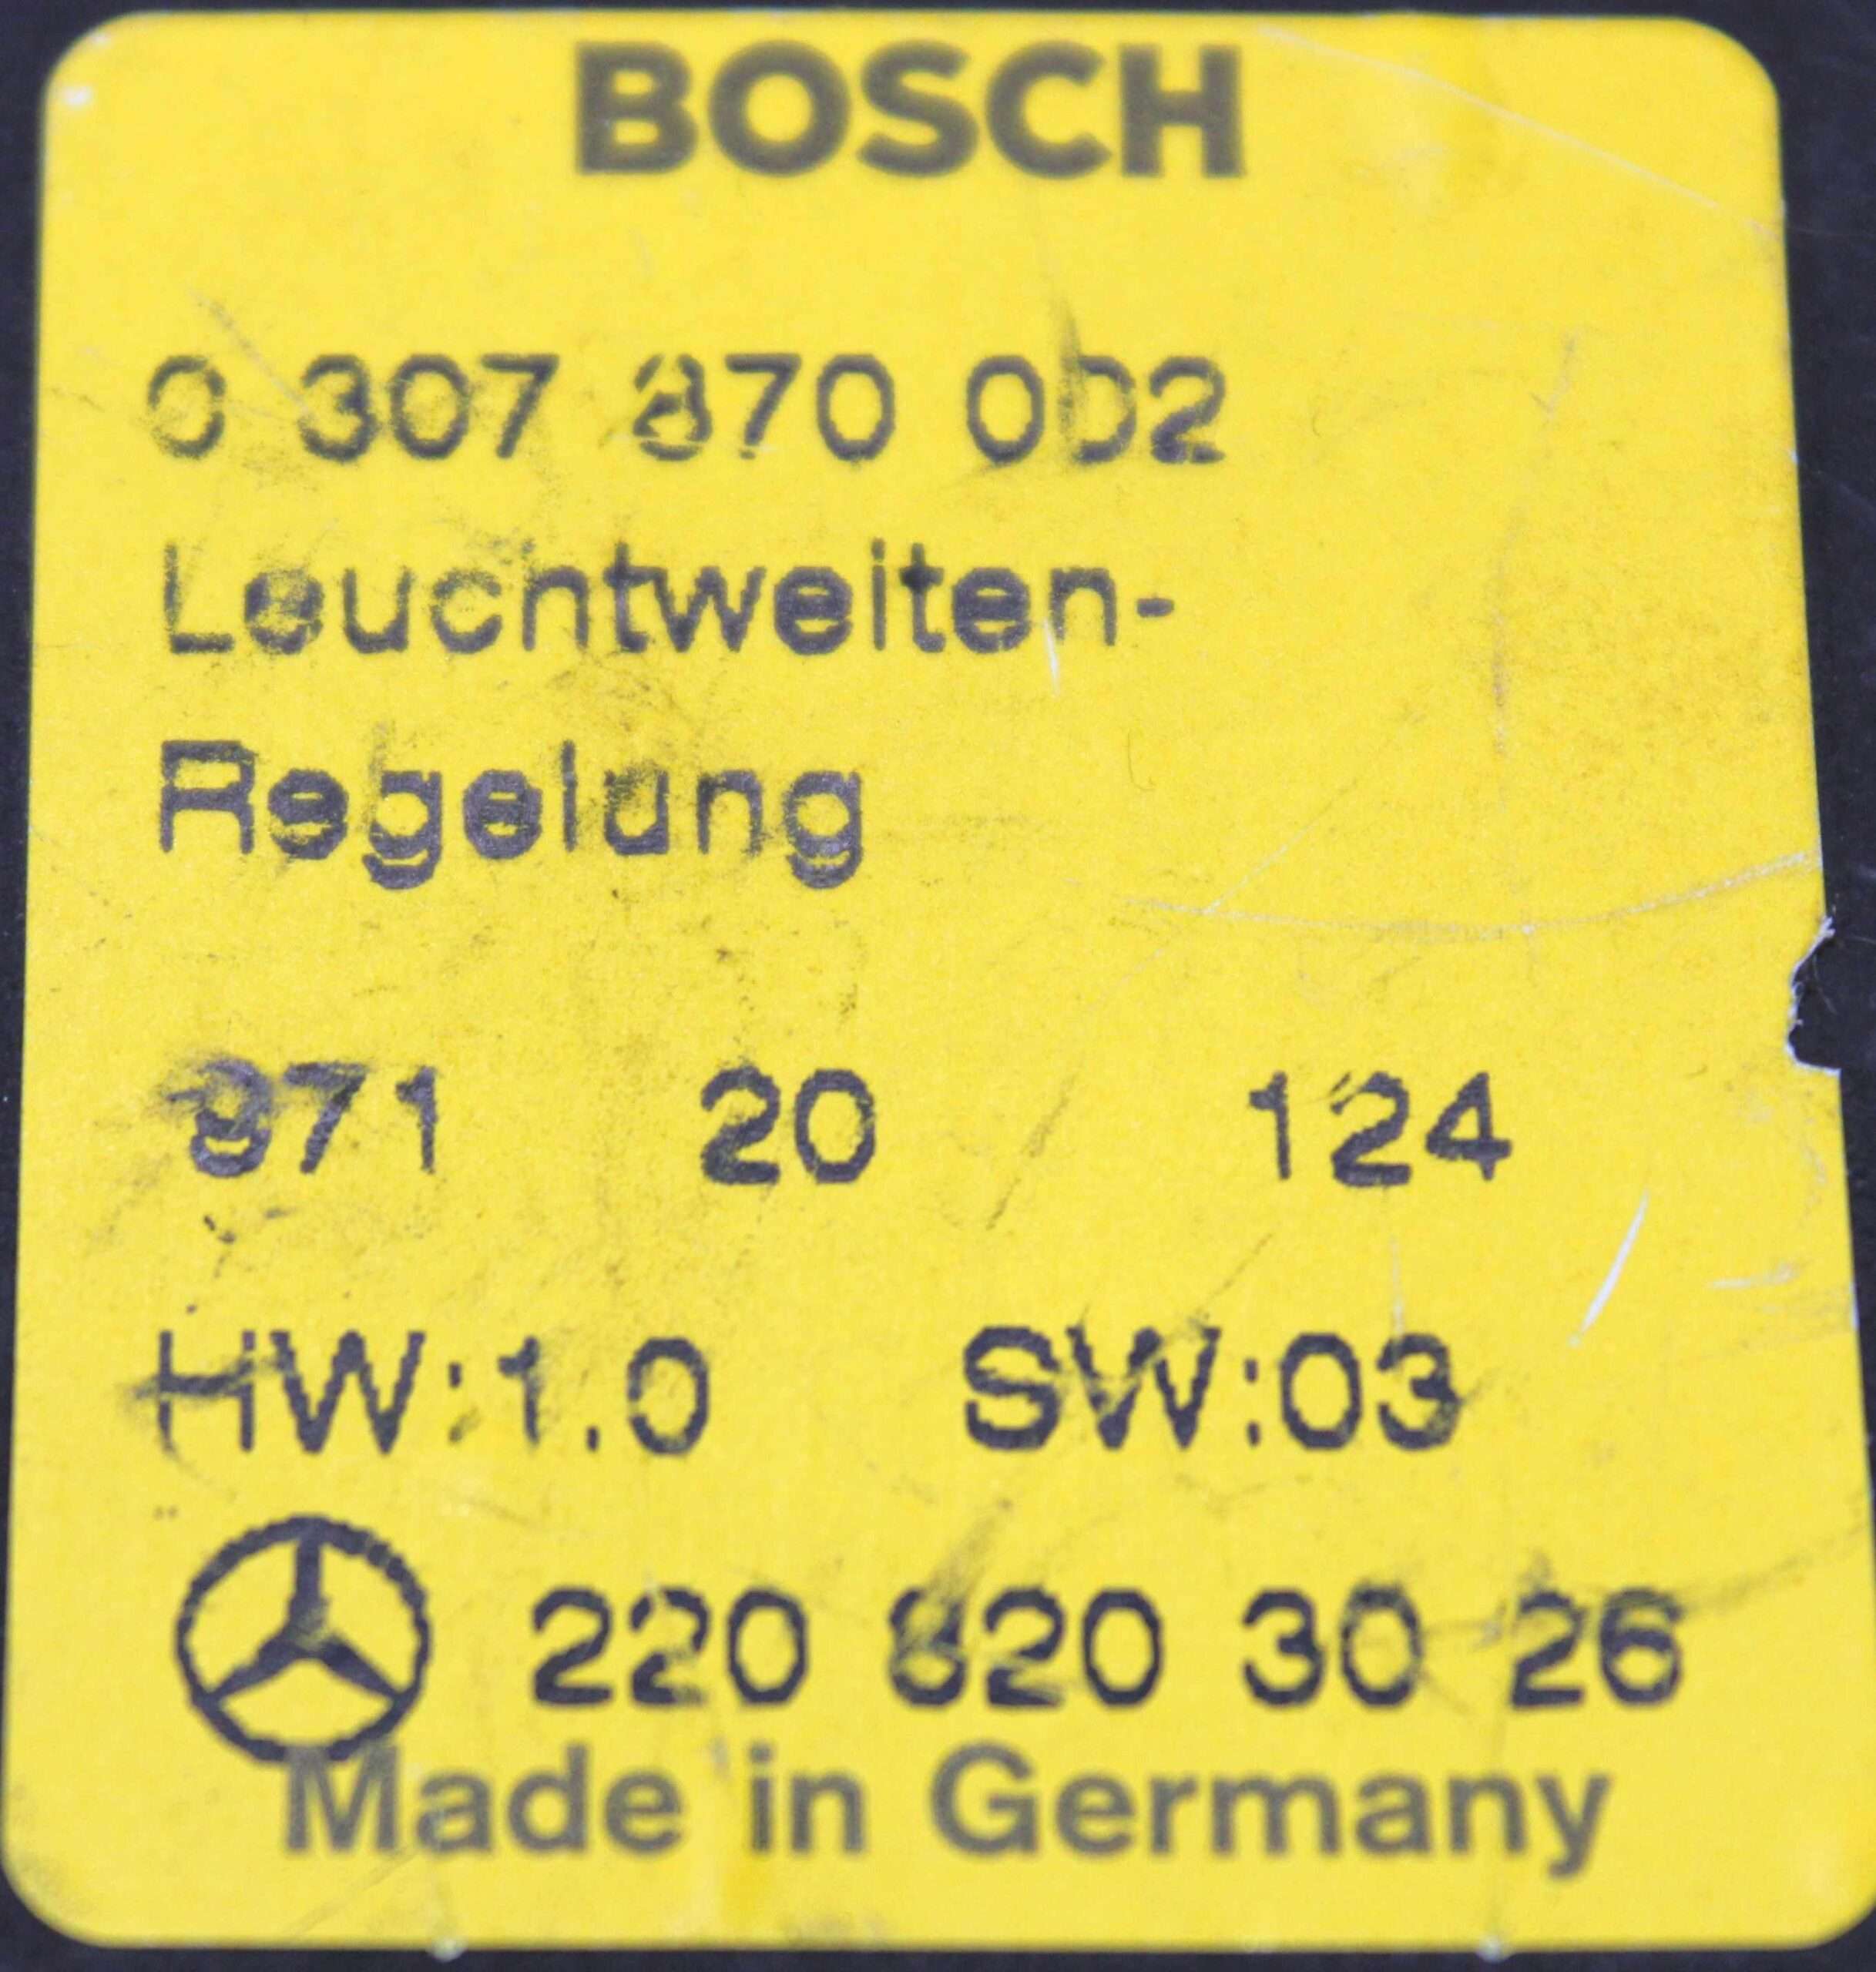 BOSCH
0 307 870 002
Leuchtweiten-
Regelung
971 20 124
HW:1.0 SW:03
220 820 30 26
Made in Germany